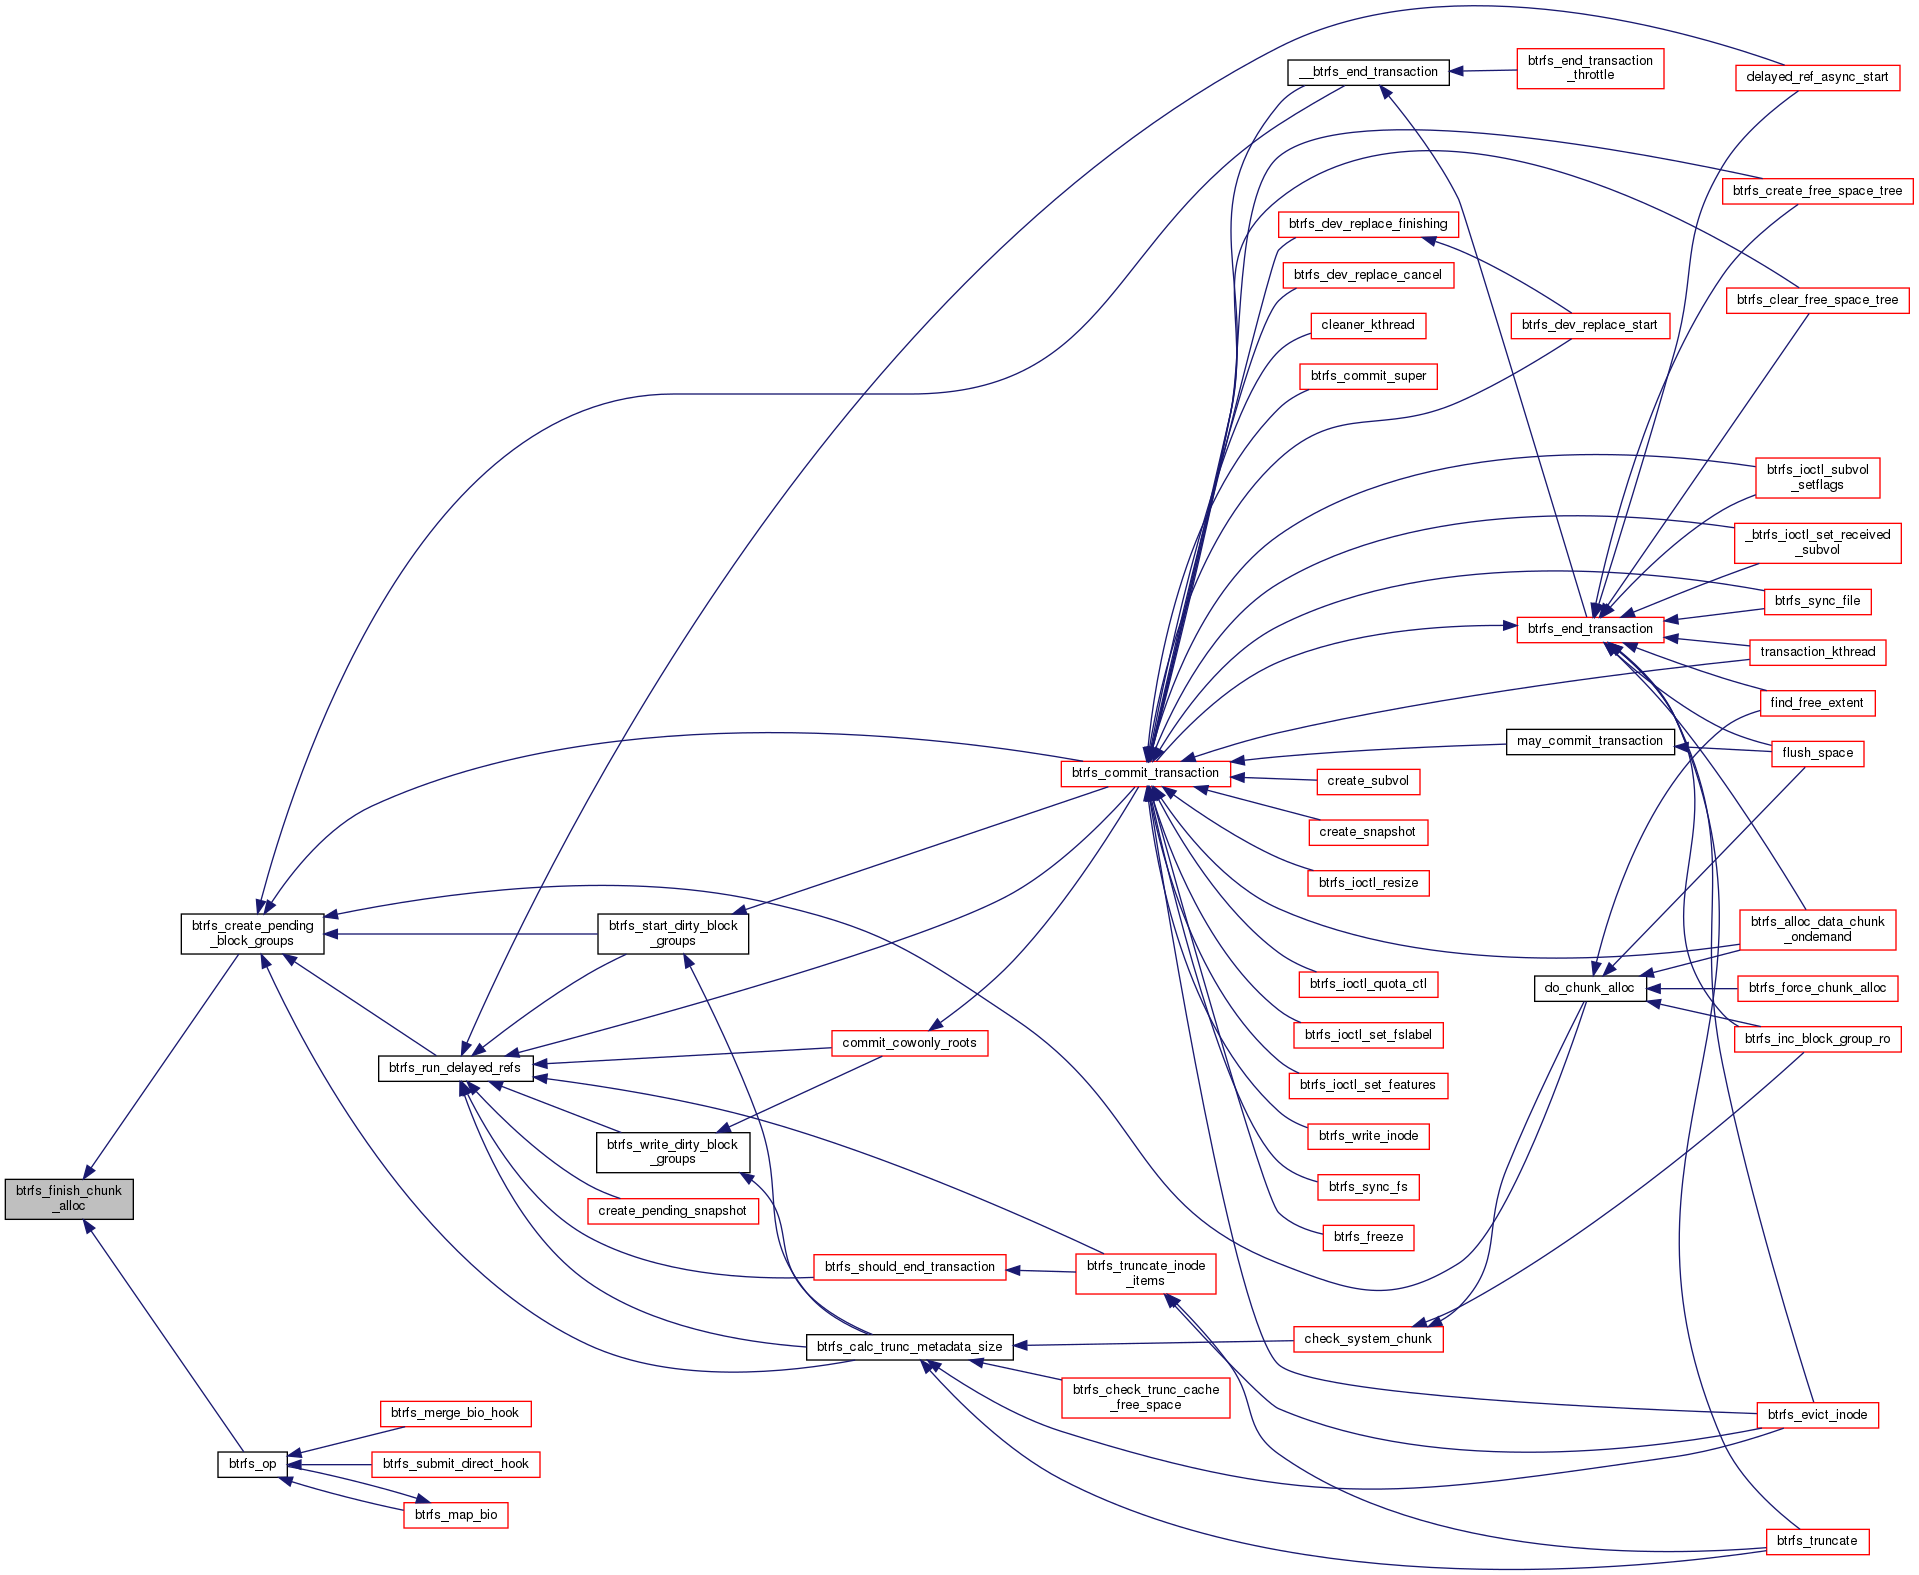 btrfs_finish_chunk
_alloc
btrfs_create_pending
_block_groups
btrfs_op
btrfs_run_delayed_refs
btrfs_merge_bio_hook
btrfs_submit_direct_hook
btrfs_map_bio
btrfs_start_dirty_block
_groups
btrfs_write_dirty_block
_groups
create_pending_snapshot
commit_cowonly_roots
btrfs_should_end_transaction
btrfs_calc_trunc_metadata_size
btrfs_commit_transaction
btrfs_truncate_inode
_items
btrfs_check_trunc_cache
_free_space
__btrfs_end_transaction
btrfs_dev_replace_finishing
btrfs_dev_replace_cancel
cleaner_kthread
btrfs_commit_super
create_subvol
create_snapshot
btrfs_ioctl_resize
btrfs_ioctl_quota_ctl
btrfs_ioctl_set_fslabel
btrfs_ioctl_set_features
btrfs_write_inode
btrfs_sync_fs
btrfs_freeze
check_system_chunk
btrfs_end_transaction
_throttle
btrfs_dev_replace_start
btrfs_end_transaction
may_commit_transaction
do_chunk_alloc
delayed_ref_async_start
btrfs_create_free_space_tree
btrfs_clear_free_space_tree
btrfs_ioctl_subvol
_setflags
_btrfs_ioctl_set_received
_subvol
btrfs_sync_file
transaction_kthread
find_free_extent
flush_space
btrfs_alloc_data_chunk
_ondemand
btrfs_force_chunk_alloc
btrfs_inc_block_group_ro
btrfs_evict_inode
btrfs_truncate